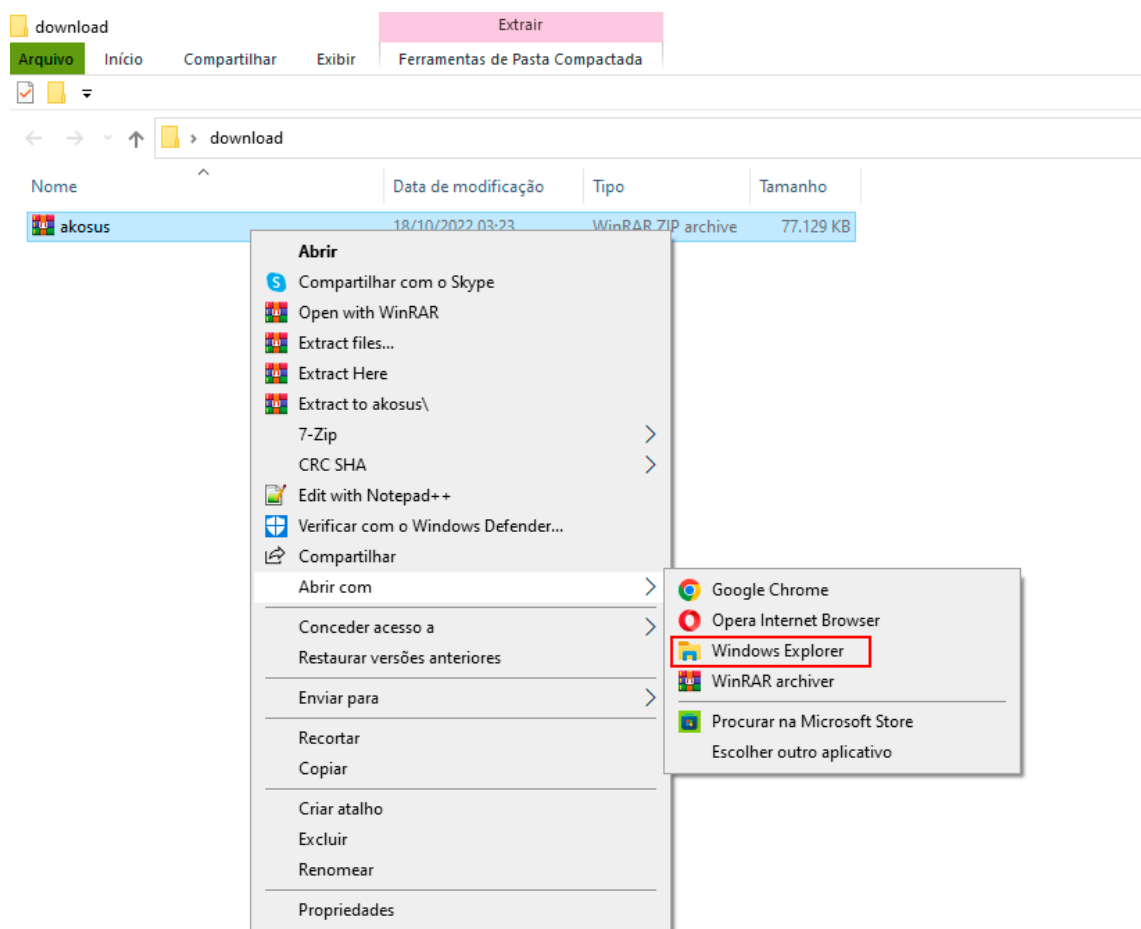 download
Extrair
Arquivo Início Compartilhar Exibir Ferramentas de Pasta Compactada
download
Nome Data de modificação Tipo Tamanho
akosus 18/10/2022 03:23 WinRAR ZIP archive 77.129 KB
Abrir
Compartilhar com o Skype
Open with WinRAR
Extract files...
Extract Here
Extract to akosus\
7-Zip
CRC SHA
Edit with Notepad++
Verificar com o Windows Defender...
Compartilhar
Abrir com
Conceder acesso a
Restaurar versões anteriores
Enviar para
Recortar
Copiar
Criar atalho
Excluir
Renomear
Propriedades
Google Chrome
Opera Internet Browser
Windows Explorer
WinRAR archiver
Procurar na Microsoft Store
Escolher outro aplicativo